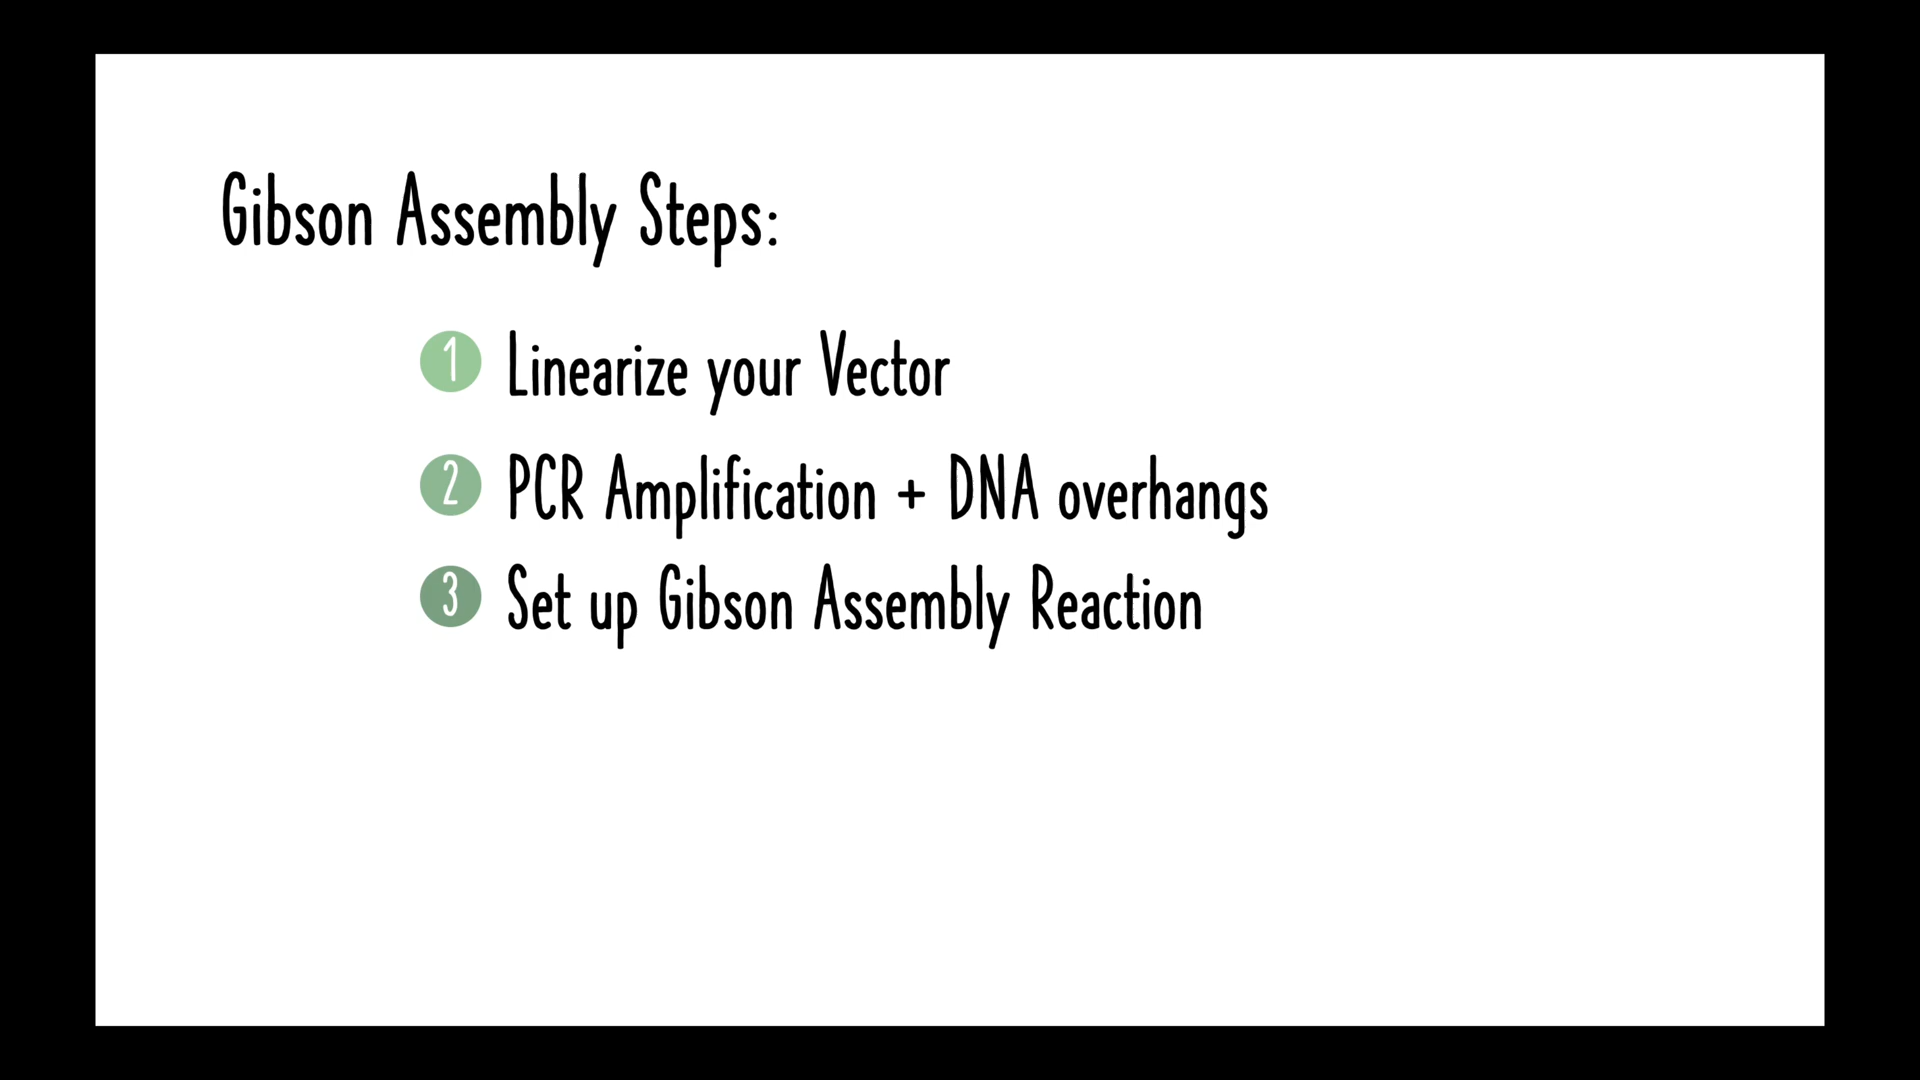 Gibson Assembly Steps:
1 Linearize your Vector
2 PCR Amplification + DNA overhangs
3 Set up Gibson Assembly Reaction